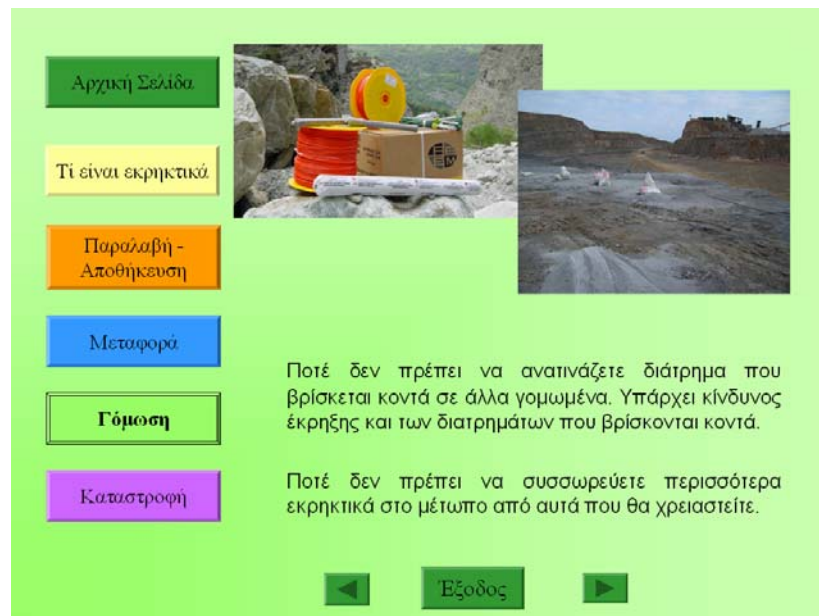 Αρχική Σελίδα
Τί είναι εκρηκτικά
Παραλαβή -
Αποθήκευση
Μεταφορά
Γόμωση
Καταστροφή
Ποτέ δεν πρέπει να ανατινάζετε διάτρημα που
βρίσκεται κοντά σε άλλα γομωμένα. Υπάρχει κίνδυνος
έκρηξης και των διατρημάτων που βρίσκονται κοντά.
Ποτέ δεν πρέπει να συσσωρεύετε περισσότερα
εκρηκτικά στο μέτωπο από αυτά που θα χρειαστείτε.
Έξοδος